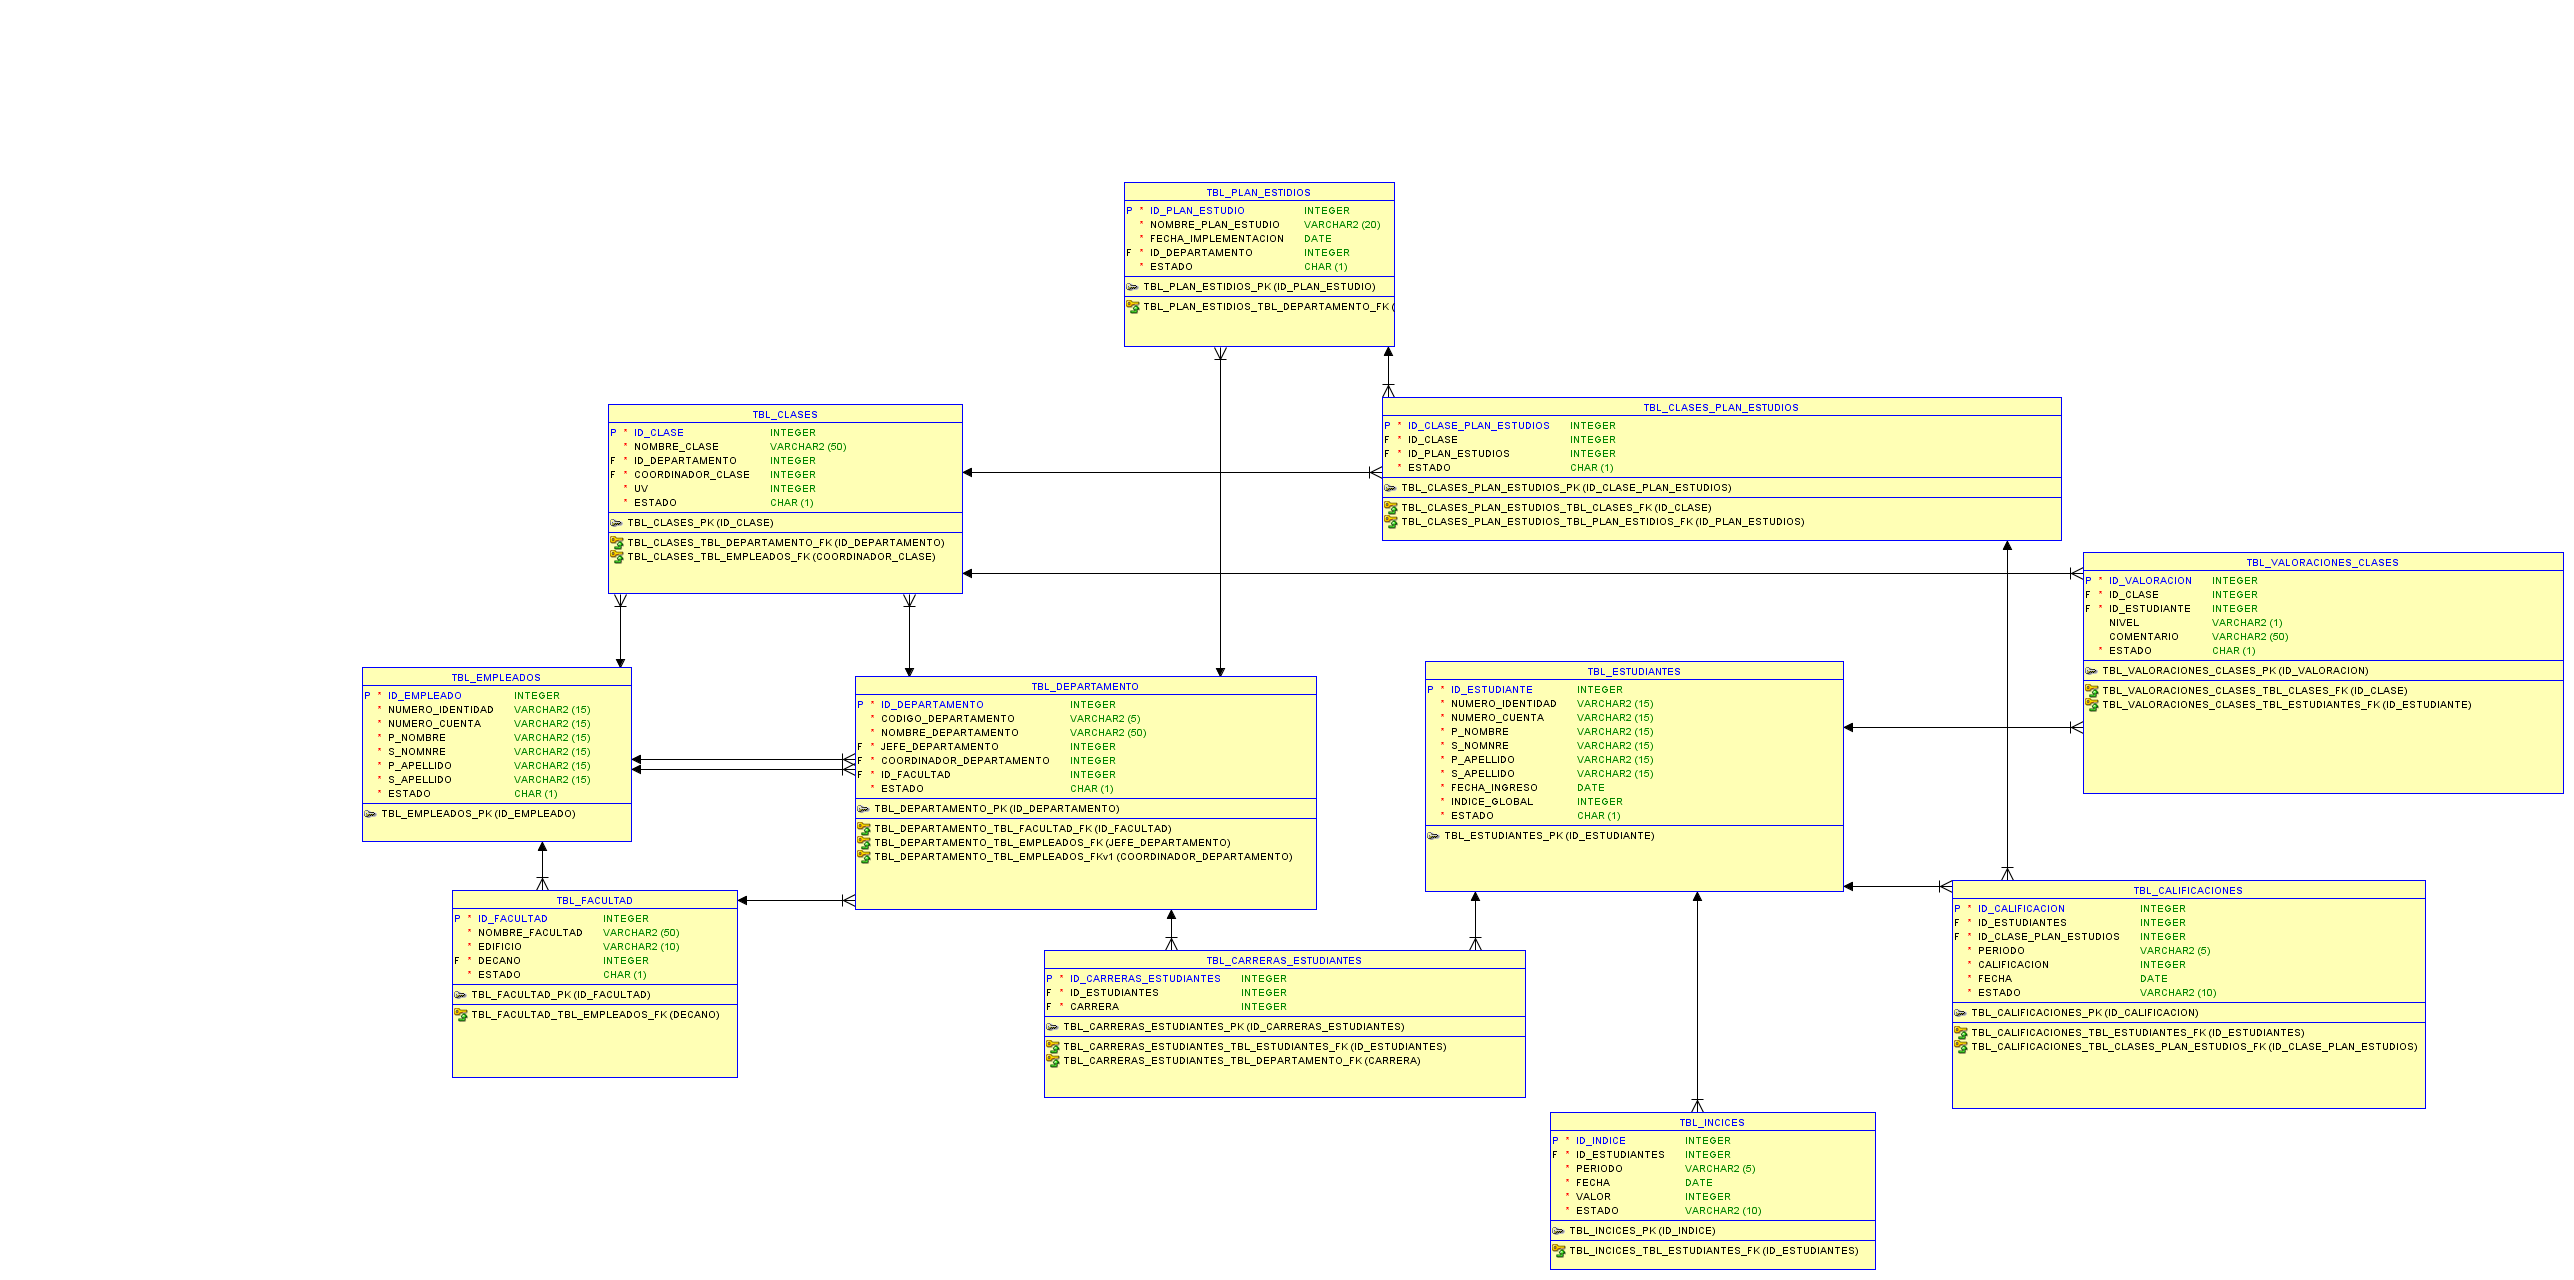 TBL_PLAN_ESTIDIOS
P * ID_PLAN_ESTUDIO INTEGER
* NOMBRE_PLAN_ESTUDIO VARCHAR2 (20)
* FECHA_IMPLEMENTACION DATE
F * ID_DEPARTAMENTO INTEGER
* ESTADO CHAR (1)
TBL_PLAN_ESTIDIOS_PK (ID_PLAN_ESTUDIO)
TBL_PLAN_ESTIDIOS_TBL_DEPARTAMENTO_FK (
TBL_CLASES
P * ID_CLASE INTEGER
* NOMBRE_CLASE VARCHAR2 (50)
F * ID_DEPARTAMENTO INTEGER
F * COORDINADOR_CLASE INTEGER
* UV INTEGER
* ESTADO CHAR (1)
TBL_CLASES_PK (ID_CLASE)
TBL_CLASES_TBL_DEPARTAMENTO_FK (ID_DEPARTAMENTO)
TBL_CLASES_TBL_EMPLEADOS_FK (COORDINADOR_CLASE)
TBL_CLASES_PLAN_ESTUDIOS
P * ID_CLASE_PLAN_ESTUDIOS INTEGER
F * ID_CLASE INTEGER
F * ID_PLAN_ESTUDIOS INTEGER
* ESTADO CHAR (1)
TBL_CLASES_PLAN_ESTUDIOS_PK (ID_CLASE_PLAN_ESTUDIOS)
TBL_CLASES_PLAN_ESTUDIOS_TBL_CLASES_FK (ID_CLASE)
TBL_CLASES_PLAN_ESTUDIOS_TBL_PLAN_ESTIDIOS_FK (ID_PLAN_ESTUDIOS)
TBL_VALORACIONES_CLASES
P * ID_VALORACION INTEGER
F * ID_CLASE INTEGER
F * ID_ESTUDIANTE INTEGER
NIVEL VARCHAR2 (1)
COMENTARIO VARCHAR2 (50)
* ESTADO CHAR (1)
TBL_VALORACIONES_CLASES_PK (ID_VALORACION)
TBL_VALORACIONES_CLASES_TBL_CLASES_FK (ID_CLASE)
TBL_VALORACIONES_CLASES_TBL_ESTUDIANTES_FK (ID_ESTUDIANTE)
TBL_EMPLEADOS
P * ID_EMPLEADO INTEGER
* NUMERO_IDENTIDAD VARCHAR2 (15)
* NUMERO_CUENTA VARCHAR2 (15)
* P_NOMBRE VARCHAR2 (15)
* S_NOMNRE VARCHAR2 (15)
* P_APELLIDO VARCHAR2 (15)
* S_APELLIDO VARCHAR2 (15)
* ESTADO CHAR (1)
TBL_EMPLEADOS_PK (ID_EMPLEADO)
TBL_DEPARTAMENTO
P * ID_DEPARTAMENTO INTEGER
* CODIGO_DEPARTAMENTO VARCHAR2 (5)
* NOMBRE_DEPARTAMENTO VARCHAR2 (50)
F * JEFE_DEPARTAMENTO INTEGER
F * COORDINADOR_DEPARTAMENTO INTEGER
F * ID_FACULTAD INTEGER
* ESTADO CHAR (1)
TBL_DEPARTAMENTO_PK (ID_DEPARTAMENTO)
TBL_DEPARTAMENTO_TBL_FACULTAD_FK (ID_FACULTAD)
TBL_DEPARTAMENTO_TBL_EMPLEADOS_FK (JEFE_DEPARTAMENTO)
TBL_DEPARTAMENTO_TBL_EMPLEADOS_FKv1 (COORDINADOR_DEPARTAMENTO)
TBL_ESTUDIANTES
P * ID_ESTUDIANTE INTEGER
* NUMERO_IDENTIDAD VARCHAR2 (15)
* NUMERO_CUENTA VARCHAR2 (15)
* P_NOMBRE VARCHAR2 (15)
* S_NOMNRE VARCHAR2 (15)
* P_APELLIDO VARCHAR2 (15)
* S_APELLIDO VARCHAR2 (15)
* FECHA_INGRESO DATE
* INDICE_GLOBAL INTEGER
* ESTADO CHAR (1)
TBL_ESTUDIANTES_PK (ID_ESTUDIANTE)
TBL_FACULTAD
P * ID_FACULTAD INTEGER
* NOMBRE_FACULTAD VARCHAR2 (50)
* EDIFICIO VARCHAR2 (10)
F * DECANO INTEGER
* ESTADO CHAR (1)
TBL_FACULTAD_PK (ID_FACULTAD)
TBL_FACULTAD_TBL_EMPLEADOS_FK (DECANO)
TBL_CARRERAS_ESTUDIANTES
P * ID_CARRERAS_ESTUDIANTES INTEGER
F * ID_ESTUDIANTES INTEGER
F * CARRERA INTEGER
TBL_CARRERAS_ESTUDIANTES_PK (ID_CARRERAS_ESTUDIANTES)
TBL_CARRERAS_ESTUDIANTES_TBL_ESTUDIANTES_FK (ID_ESTUDIANTES)
TBL_CARRERAS_ESTUDIANTES_TBL_DEPARTAMENTO_FK (CARRERA)
TBL_CALIFICACIONES
P * ID_CALIFICACION INTEGER
F * ID_ESTUDIANTES INTEGER
F * ID_CLASE_PLAN_ESTUDIOS INTEGER
* PERIODO VARCHAR2 (5)
* CALIFICACION INTEGER
* FECHA DATE
* ESTADO VARCHAR2 (10)
TBL_CALIFICACIONES_PK (ID_CALIFICACION)
TBL_CALIFICACIONES_TBL_ESTUDIANTES_FK (ID_ESTUDIANTES)
TBL_CALIFICACIONES_TBL_CLASES_PLAN_ESTUDIOS_FK (ID_CLASE_PLAN_ESTUDIOS)
TBL_INCICES
P * ID_INDICE INTEGER
F * ID_ESTUDIANTES INTEGER
* PERIODO VARCHAR2 (5)
* FECHA DATE
* VALOR INTEGER
* ESTADO VARCHAR2 (10)
TBL_INCICES_PK (ID_INDICE)
TBL_INCICES_TBL_ESTUDIANTES_FK (ID_ESTUDIANTES)